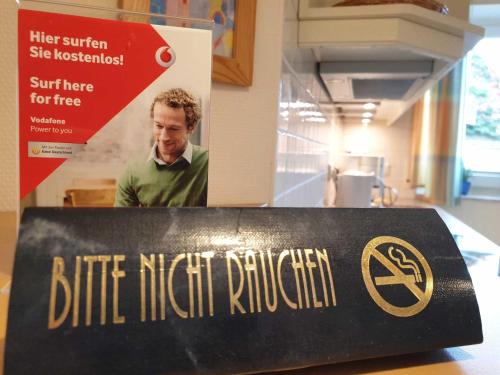 Hier surfen
Sie kostenlos!
Surf here
for free
Vodafone
Power to you
BITTE NICHT RAUCHEN